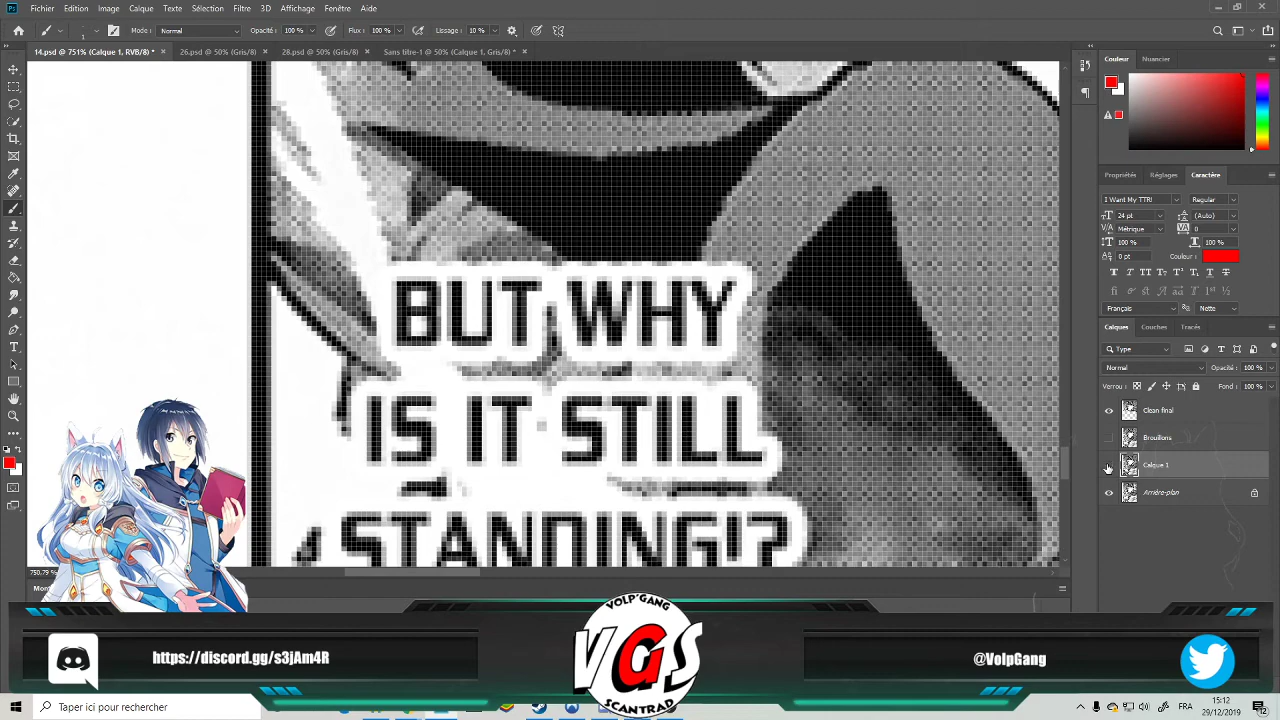 Fichier Édition Image Calque Texte Sélection Filtre 3D Affichage Fenêtre Aide
Mode : Normal Opacité : 100 % Flux : 100 % Lissage : 10 %
14.psd @ 751% (Calque 1, RVB/8) * 26.psd @ 50% (Gris/8) 28.psd @ 50% (Gris/8) Sans titre-1 @ 50% (Calque 1, Gris/8) *
Couleur Nuancier
Propriétés Réglages Caractère
I Want My TTR! Regular
24 pt (Auto)
Métrique 0
100 % 100 %
0 pt Couleur :
Français Nette
Calques Couches Tracés
Type
Normal Opacité : 100%
Verrou : Fond : 100%
Clean final
Brouillons
Calque 1
Arrière-plan
BUT WHY
IS IT STILL
STANDING!?
VOLP'GANG
VGS
SCANTRAD
https://discord.gg/s3jAm4R
@VolpGang
Taper ici pour rechercher
FRA
15:12
29/12/2019